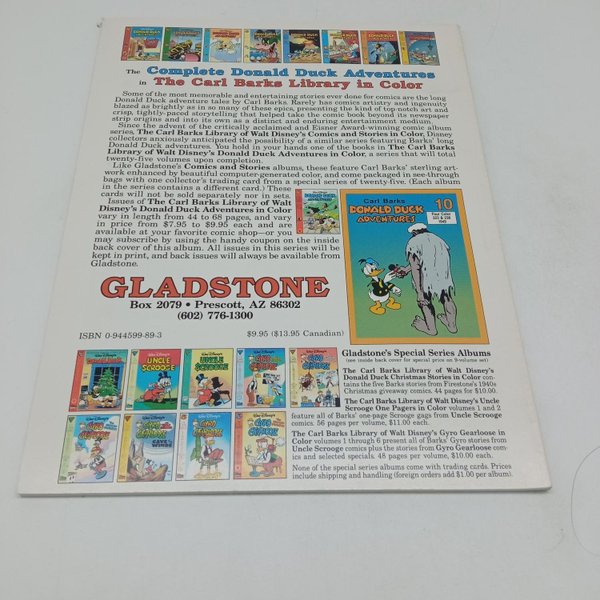 The Complete Donald Duck Adventures
in The Carl Barks Library in Color
Some of the most memorable and entertaining stories ever done for comics are the long
Donald Duck adventure tales by Carl Barks. Rarely has comics artistry and ingenuity
blazed as brightly as in so many of these epics, presenting the kind of top-notch art and
crisp, tightly-paced storytelling that helped take the comic book beyond its newspaper
strip origins and into its own as a distinct and enduring entertainment medium.
Since the advent of the critically acclaimed and Eisner Award-winning comic album
series, The Carl Barks Library of Walt Disney's Comics and Stories in Color, Disney
collectors anxiously anticipated the possibility of a similar series featuring Barks' long
Donald Duck adventures. You hold in your hands one of the books in The Carl Barks
Library of Walt Disney's Donald Duck Adventures in Color, a series that will total
twenty-five volumes upon completion.
Like Gladstone's Comics and Stories albums, these feature Carl Barks' sterling art-
work enhanced by beautiful computer-generated color, and come packaged in see-through
bags with one collector's trading card from a special series of twenty-five. (Each album
in the series contains a different card.) These
cards will not be sold separately nor in sets.
Issues of The Carl Barks Library of Walt
Disney's Donald Duck Adventures in Color
vary in length from 44 to 68 pages, and vary
in price from $7.95 to $9.95 each and are
available at your favorite comic shop—or you
may subscribe by using the handy coupon on the inside
back cover of this album. All issues in this series will be
kept in print, and back issues will always be available from
Gladstone.
Carl Barks
DONALD DUCK
ADVENTURES
10
GLADSTONE
Box 2079 • Prescott, AZ 86302
(602) 776-1300
ISBN 0-944599-89-3
$9.95 ($13.95 Canadian)
UNCLE
SCROOGE
UNCLE
SCROOGE
Gladstone's Special Series Albums
(see inside back cover for special price on 9-volume set)
The Carl Barks Library of Walt Disney's
Donald Duck Christmas Stories in Color con-
tains the five Barks stories from Firestone's 1940s
Christmas giveaway comics. 44 pages for $10.90.
The Carl Barks Library of Walt Disney's Uncle
Scrooge One Pagers in Color volumes 1 and 2
feature all of Barks' one-page Scrooge gags from Uncle Scrooge
comics. 56 pages per volume, $11.00 each.
The Carl Barks Library of Walt Disney's Gyro Gearloose in
Color volumes 1 through 6 present all of Barks' Gyro stories from
Uncle Scrooge comics plus the stories from Gyro Gearloose com-
ics and selected specials. 48 pages per volume, $10.00 each.
None of the special series albums come with trading cards. Prices
include shipping and handling (foreign orders add $1.00 per album).